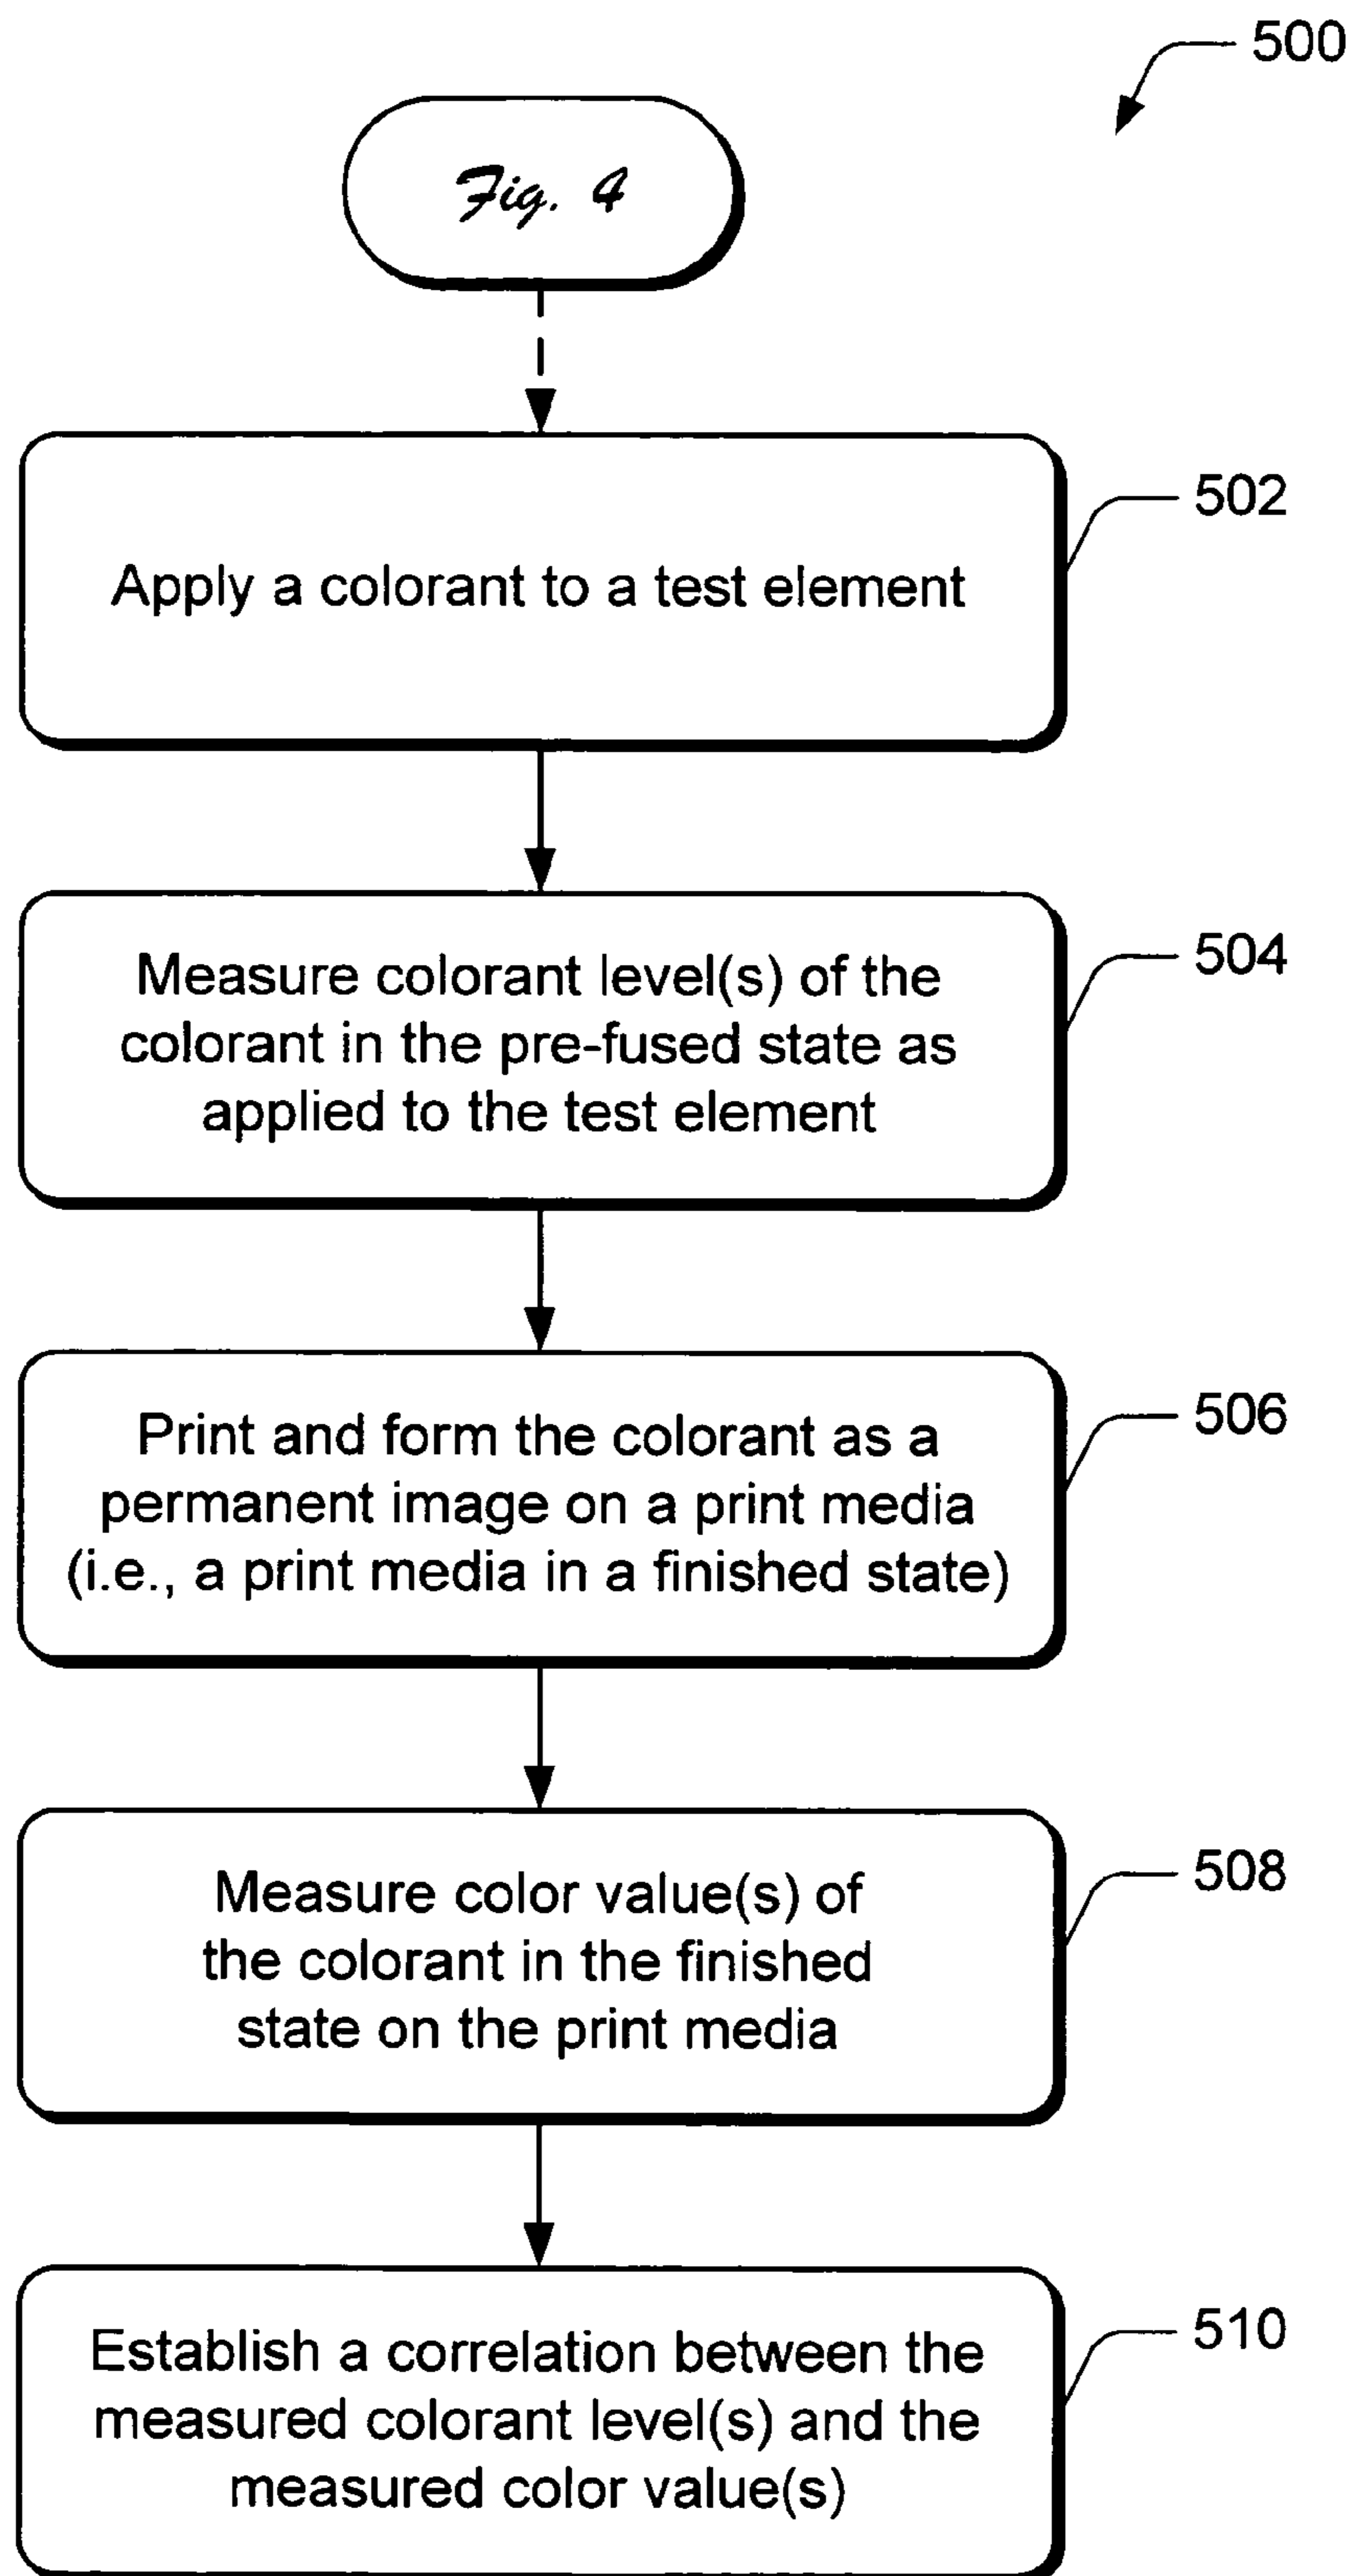 500
Fig. 4
502
Apply a colorant to a test element
504
Measure colorant level(s) of the
colorant in the pre-fused state as
applied to the test element
506
Print and form the colorant as a
permanent image on a print media
(i.e., a print media in a finished state)
508
Measure color value(s) of
the colorant in the finished
state on the print media
510
Establish a correlation between the
measured colorant level(s) and the
measured color value(s)